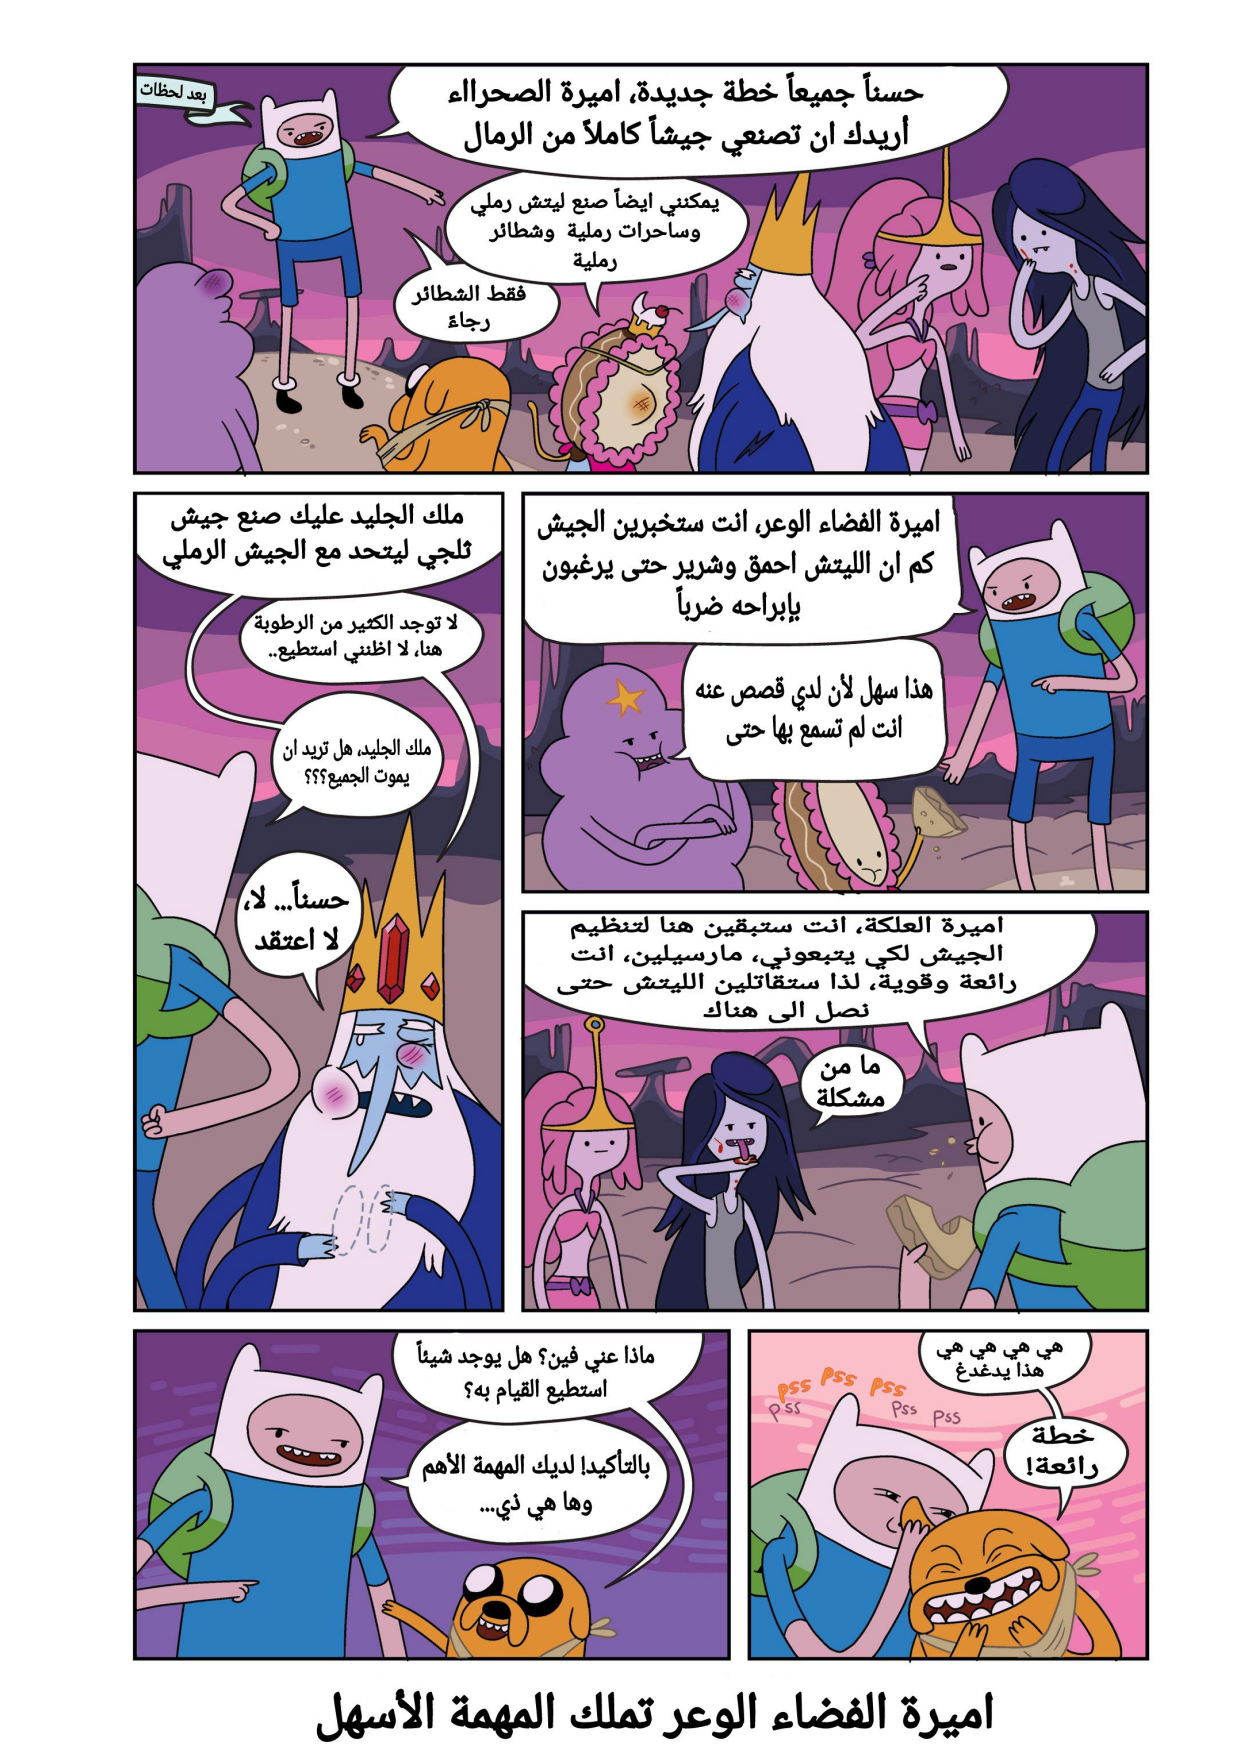 بعد لحظات
حسناً جميعاً خطة جديدة، اميرة الصحرااء
أريدك ان تصنعي جيشاً كاملاً من الرمال
يمكنني ايضاً صنع ليتش رملي
وساحرات رملية وشطائر
رملية
فقط الشطائر
رجاءً
اميرة الفضاء الوعر، انت ستخبرين الجيش
كم ان الليتش احمق وشرير حتى يرغبون
بإبراحه ضرباً
هذا سهل لأن لدي قصص عنه
انت لم تسمع بها حتى
ملك الجليد عليك صنع جيش
ثلجي ليتحد مع الجيش الرملي
لا توجد الكثير من الرطوبة
هنا، لا اظنني استطيع..
ملك الجليد، هل تريد ان
يموت الجميع؟؟؟
حسناً... لا،
لا اعتقد
اميرة العلكة، انت ستبقين هنا لتنظيم
الجيش لكي يتبعوني، مارسيلين، انت
رائعة وقوية، لذا ستقاتلين الليتش حتى
نصل الى هناك
ما من
مشكلة
ماذا عني فين؟ هل يوجد شيئاً
استطيع القيام به؟
بالتأكيد! لديك المهمة الأهم
وها هي ذي...
هي هي هي هي
هذا يدغدغ
pss pss pss
pss pss pss
خطة
رائعة!
اميرة الفضاء الوعر تملك المهمة الأسهل